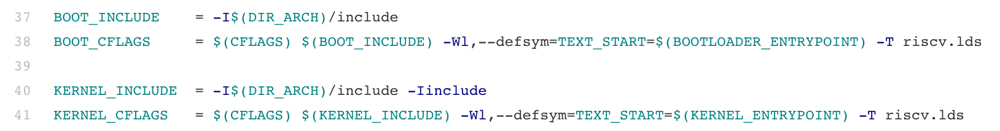 37 BOOT_INCLUDE = -I$(DIR_ARCH)/include
38 BOOT_CFLAGS = $(CFLAGS) $(BOOT_INCLUDE) -Wl,--defsym=TEXT_START=$(BOOTLOADER_ENTRYPOINT) -T riscv.lds
39
40 KERNEL_INCLUDE = -I$(DIR_ARCH)/include -Iinclude
41 KERNEL_CFLAGS = $(CFLAGS) $(KERNEL_INCLUDE) -Wl,--defsym=TEXT_START=$(KERNEL_ENTRYPOINT) -T riscv.lds